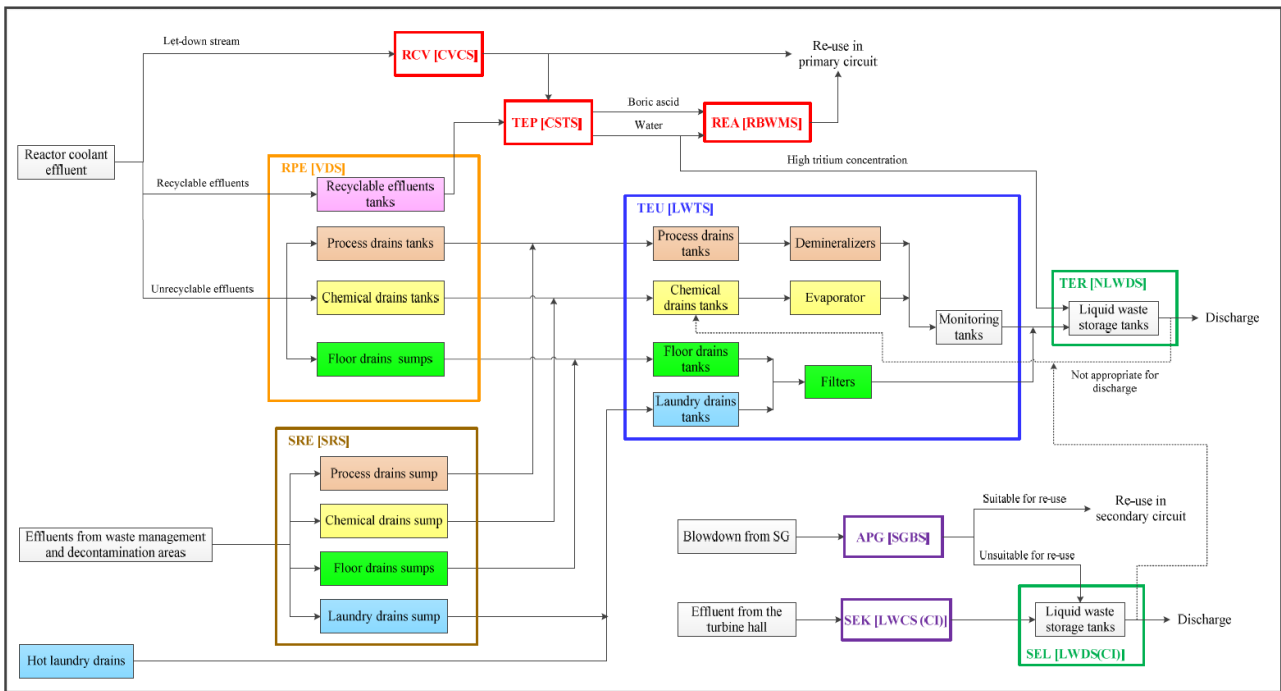 Let-down stream
RCV [CVCS]
Re-use in
primary circuit
Boric ascid
TEP [CSTS]
Water
REA [RBWMS]
Reactor coolant
effluent
High tritium concentration
RPE [VDS]
Recyclable effluents
Recyclable effluents
tanks
TEU [LWTS]
Process drains tanks
Process drains
tanks
Demineralizers
Unrecyclable effluents
Chemical drains tanks
Chemical
drains tanks
Evaporator
TER [NLWDS]
Liquid waste
storage tanks
Discharge
Monitoring
tanks
Floor drains  sumps
Floor drains
tanks
Filters
Not appropriate for
discharge
Laundry drains
tanks
SRE [SRS]
Process drains sump
Chemical drains sump
Suitable for re-use
Re-use in
secondary circuit
Effluents from waste management
and decontamination areas
Blowdown from SG
APG [SGBS]
Unsuitable for re-use
Floor drains sumps
Laundry drains sump
Effluent from the
turbine hall
SEK [LWCS (CI)]
Liquid waste
storage tanks
Discharge
SEL [LWDS(CI)]
Hot laundry drains